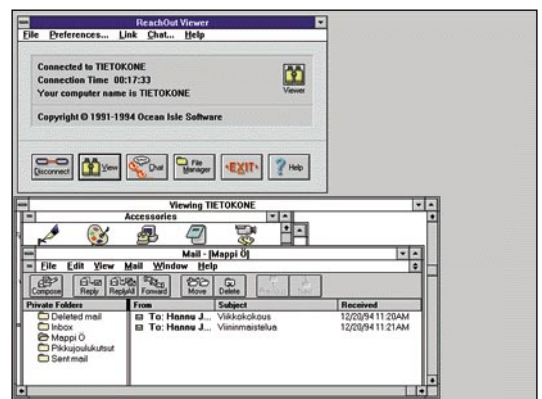 ReachOut Viewer
File Preferences... Link Chat... Help
Connected to TIETOKONE
Connection Time 00:17:33
Your computer name is TIETOKONE
Viewer
Copyright © 1991-1994 Ocean Isle Software
Disconnect View Chat File Manager EXIT Help
Viewing TIETOKONE
Accessories
Mail - [Mappi Ö]
File Edit View Mail Window Help
Compose Reply ReplyAll Forward Move Delete
Private Folders From Subject Received
Deleted mail To: Hannu J... Viikkokokous 12/20/94 11:20AM
Inbox To: Hannu J... Viininmaistelua 12/20/94 11:21AM
Mappi Ö
Pikkujoulukutsut
Sent mail